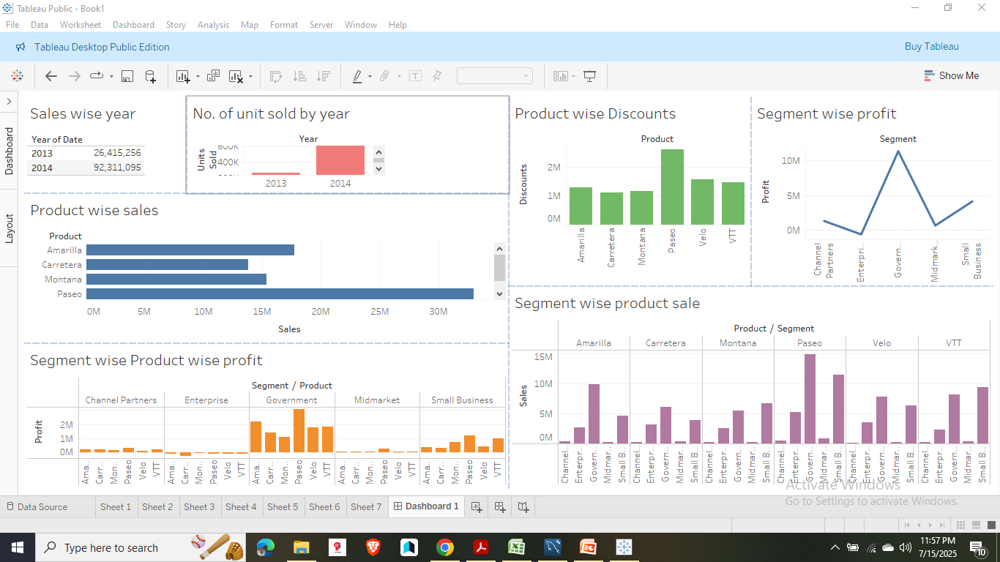 Tableau Public - Book1
File Data Worksheet Dashboard Story Analysis Map Format Server Window Help
Tableau Desktop Public Edition
Buy Tableau
Show Me
Dashboard
Layout
Sales wise year
Year of Date
2013 26,415,256
2014 92,311,095
No. of unit sold by year
Year
Units
Sold
600K
400K
2013 2014
Product wise Discounts
Product
Discounts
2M
1M
0M
Amarilla
Carretera
Montana
Paseo
Velo
VTT
Segment wise profit
Segment
Profit
10M
5M
0M
Channel
Partners
Enterpri..
Govern..
Midmark..
Small
Business
Product wise sales
Product
Amarilla
Carretera
Montana
Paseo
0M 5M 10M 15M 20M 25M 30M
Sales
Segment wise product sale
Product / Segment
Amarilla Carretera Montana Paseo Velo VTT
Sales
15M
10M
5M
0M
Channel.. Enterpr.. Govern.. Midmar.. Small B.. Channel.. Enterpr.. Govern.. Midmar.. Small B.. Channel.. Enterpr.. Govern.. Midmar.. Small B.. Channel.. Enterpr.. Govern.. Midmar.. Small B.. Channel.. Enterpr.. Govern.. Midmar.. Small B.. Channel.. Enterpr.. Govern.. Midmar.. Small B..
Segment wise Product wise profit
Segment / Product
Channel Partners Enterprise Government Midmarket Small Business
Profit
2M
1M
0M
Ama.. Carr.. Mon.. Paseo Velo VTT Ama.. Carr.. Mon.. Paseo Velo VTT Ama.. Carr.. Mon.. Paseo Velo VTT Ama.. Carr.. Mon.. Paseo Velo VTT Ama.. Carr.. Mon.. Paseo Velo VTT
Activate Windows
Go to Settings to activate Windows.
Data Source Sheet 1 Sheet 2 Sheet 3 Sheet 4 Sheet 5 Sheet 6 Sheet 7 Dashboard 1
Type here to search
11:57 PM
7/15/2025
10